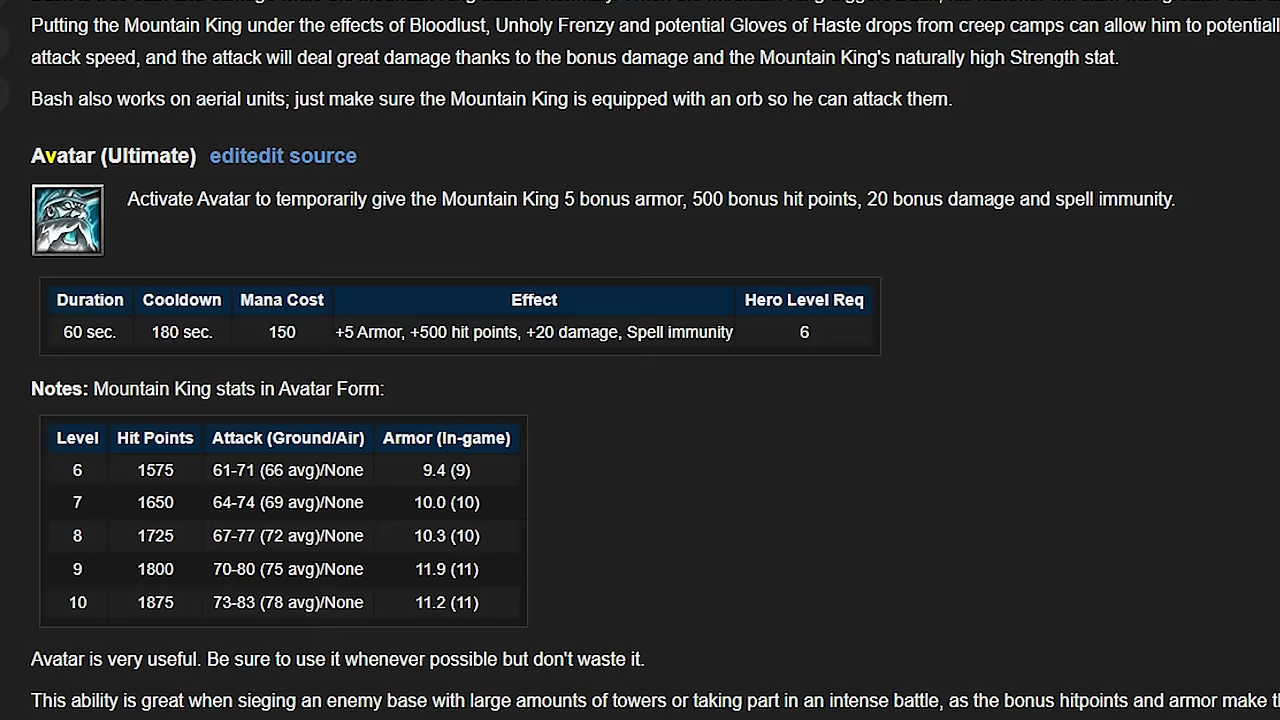 Putting the Mountain King under the effects of Bloodlust, Unholy Frenzy and potential Gloves of Haste drops from creep camps can allow him to
attack speed, and the attack will deal great damage thanks to the bonus damage and the Mountain King's naturally high Strength stat.
Bash also works on aerial units; just make sure the Mountain King is equipped with an orb so he can attack them.
Avatar (Ultimate) editedit source
Activate Avatar to temporarily give the Mountain King 5 bonus armor, 500 bonus hit points, 20 bonus damage and spell immunity.
Duration Cooldown Mana Cost Effect Hero Level Req
60 sec. 180 sec. 150 +5 Armor, +500 hit points, +20 damage, Spell immunity 6
Notes: Mountain King stats in Avatar Form:
Level Hit Points Attack (Ground/Air) Armor (In-game)
6 1575 61-71 (66 avg)/None 9.4 (9)
7 1650 64-74 (69 avg)/None 10.0 (10)
8 1725 67-77 (72 avg)/None 10.3 (10)
9 1800 70-80 (75 avg)/None 11.9 (11)
10 1875 73-83 (78 avg)/None 11.2 (11)
Avatar is very useful. Be sure to use it whenever possible but don't waste it.
This ability is great when sieging an enemy base with large amounts of towers or taking part in an intense battle, as the bonus hitpoints and armor make